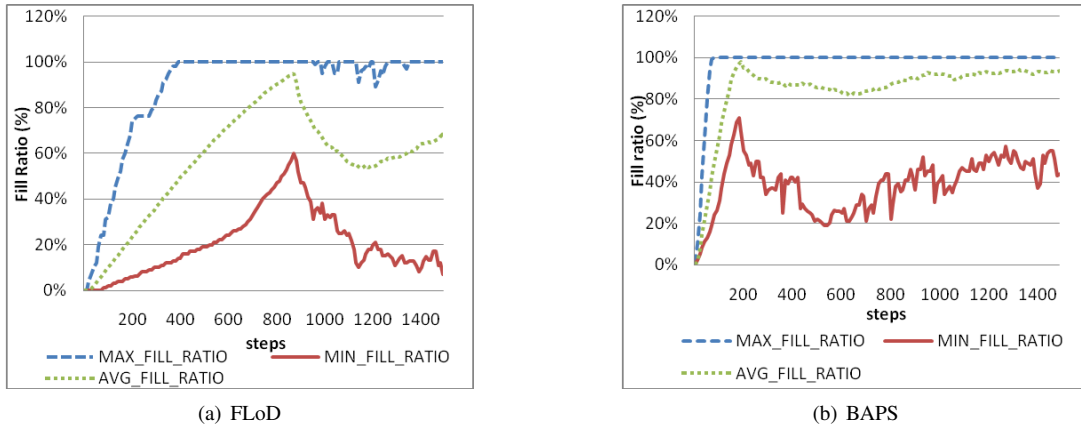 120%
100%
80%
60%
40%
20%
0%
Fill Ratio (%)
200 400 600 800 1000 1200 1400
steps
MAX_FILL_RATIO MIN_FILL_RATIO
AVG_FILL_RATIO
(a) FLoD
120%
100%
80%
60%
40%
20%
0%
Fill ratio (%)
200 400 600 800 1000 1200 1400
steps
MAX_FILL_RATIO MIN_FILL_RATIO
AVG_FILL_RATIO
(b) BAPS